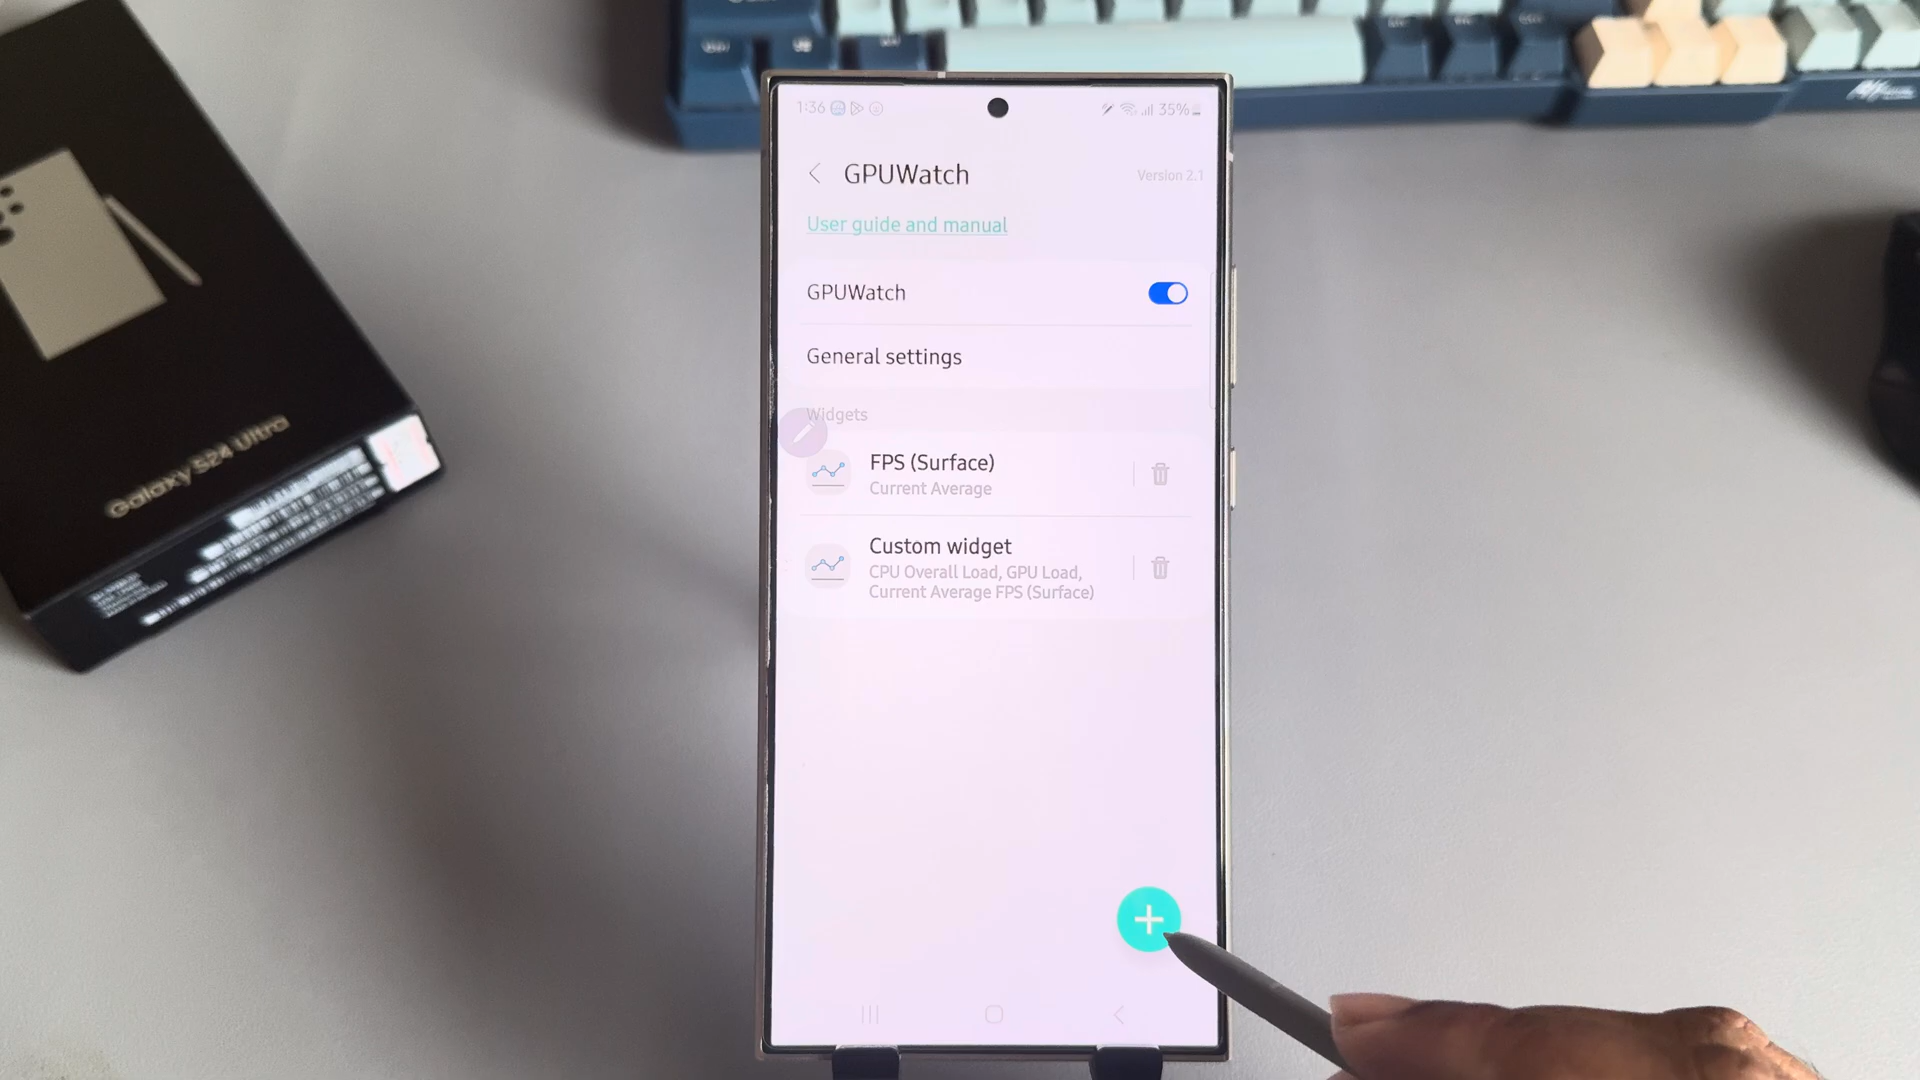 1:36
35%
GPUWatch
Version 2.1
User guide and manual
GPUWatch
General settings
Widgets
FPS (Surface)
Current Average
Custom widget
CPU Overall Load, GPU Load,
Current Average FPS (Surface)
Galaxy S24 Ultra